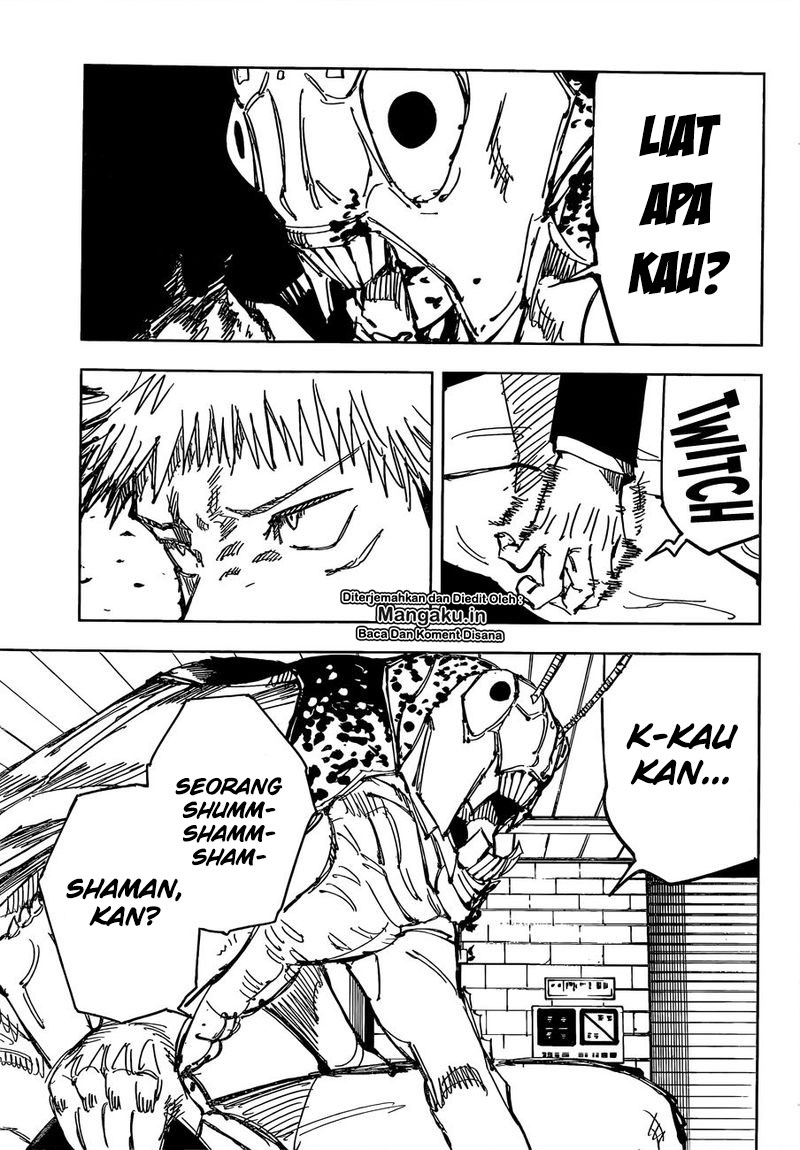 LIAT
APA
KAU?
TWITCH
Diterjemahkan dan Diedit Oleh :
Mangaku.in
Baca Dan Koment Disana
K-KAU
KAN...
SEORANG
SHUMM-
SHAMM-
SHAM-
SHAMAN,
KAN?